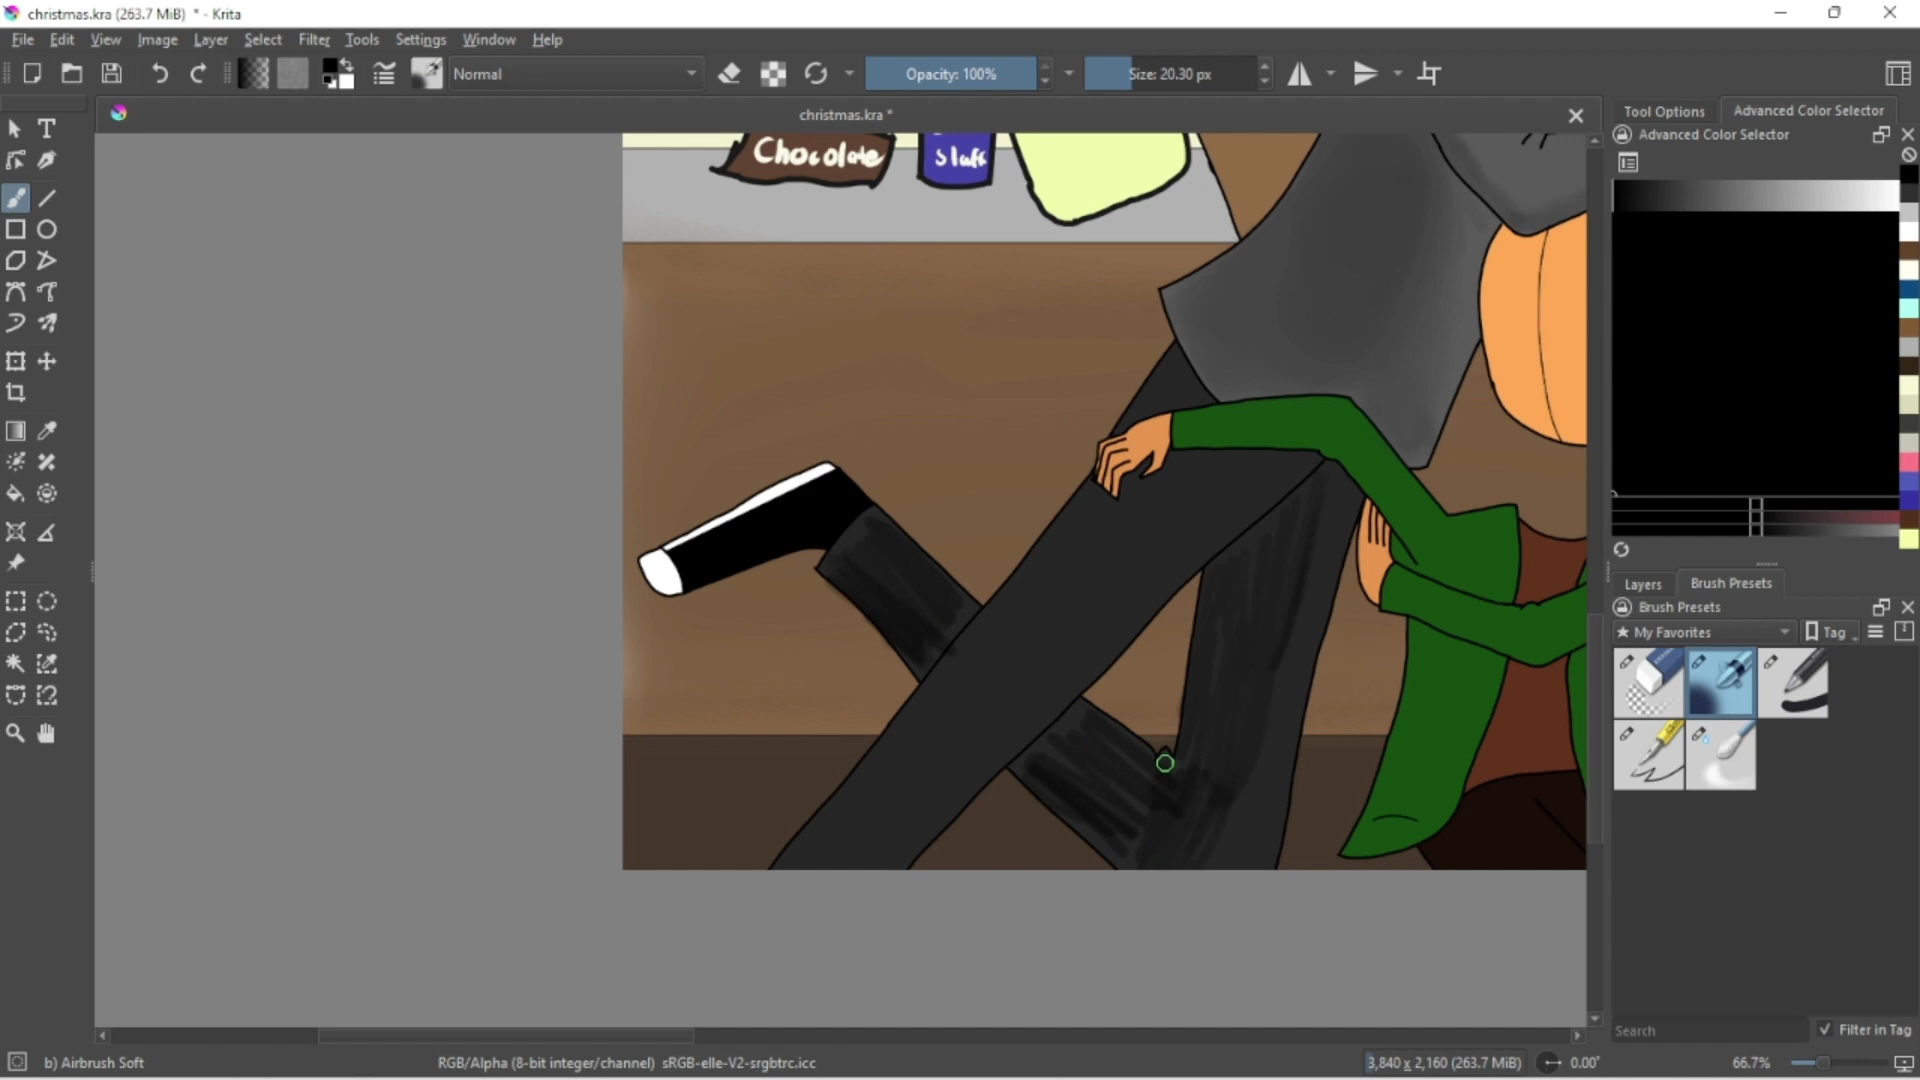 christmas.kra (263.7 MiB) * - Krita
File Edit View Image Layer Select Filter Tools Settings Window Help
Normal
Opacity: 100%
Size: 20.30 px
christmas.kra *
Tool Options
Advanced Color Selector
Advanced Color Selector
Chocolate
Layers
Brush Presets
Brush Presets
★ My Favorites
Tag
Search
Filter in Tag
b) Airbrush Soft
RGB/Alpha (8-bit integer/channel) sRGB-elle-V2-srgbtrc.icc
3,840 x 2,160 (263.7 MiB)
0.00°
66.7%